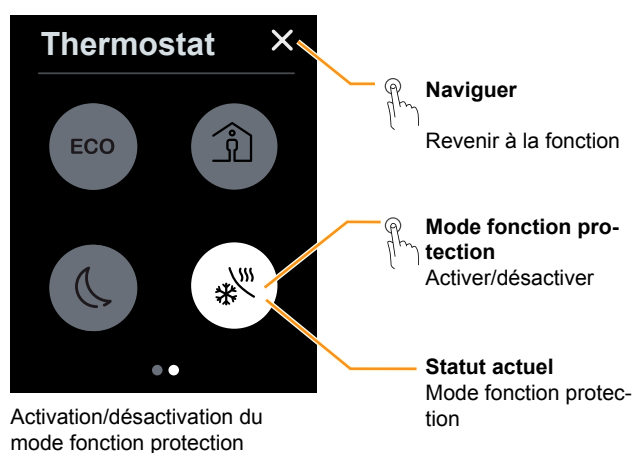 Thermostat
ECO
Naviguer
Revenir à la fonction
Mode fonction pro-
tection
Activer/désactiver
Statut actuel
Mode fonction protec-
tion
Activation/désactivation du
mode fonction protection